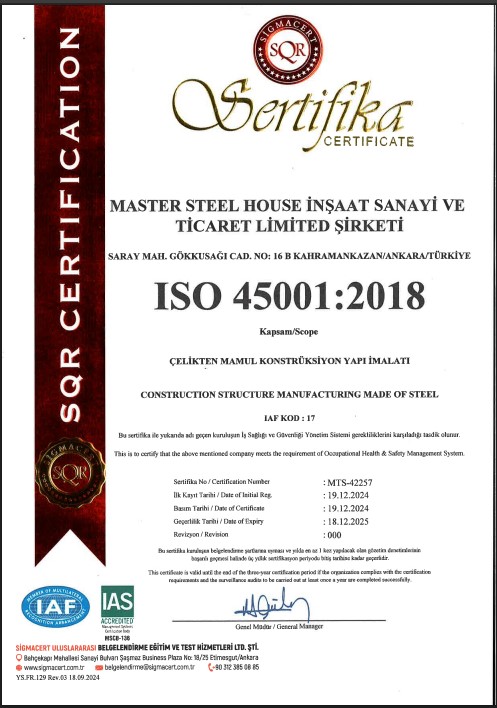 SIGMACERT
SQR
Sertifika
CERTIFICATE
SQR CERTIFICATION
MASTER STEEL HOUSE İNŞAAT SANAYİ VE
TİCARET LİMİTED ŞİRKETİ
SARAY MAH. GÖKKUSAĞI CAD. NO: 16 B KAHRAMANKAZAN/ANKARA/TÜRKİYE
ISO 45001:2018
Kapsam/Scope
ÇELİKTEN MAMUL KONSTRÜKSİYON YAPI İMALATI
CONSTRUCTION STRUCTURE MANUFACTURING MADE OF STEEL
IAF KOD : 17
Bu sertifika ile yukarıda adı geçen kuruluşun İş Sağlığı ve Güvenliği Yönetim Sistemi gerekliliklerini karşıladığı tasdik olunur.
This is to certify that the above mentioned company meets the requirement of Occupational Health & Safety Management System.
SIGMACERT
SQR
Sertifika No / Certification Number : MTS-42257
İlk Kayıt Tarihi / Date of Initial Reg. : 19.12.2024
Basım Tarihi / Date of Certificate : 19.12.2024
Geçerlilik Tarihi / Date of Expiry : 18.12.2025
Revizyon / Revision : 000
Bu sertifika kuruluşun belgelendirme şartlarına uyması ve yılda en az 1 kez yapılacak olan gözetim denetimlerinin
başarılı geçmesi halinde üç yıllık sertifikasyon periyodu bitiş tarihine kadar geçerlidir.
This certificate is valid until the end of the three-year certification period if the organization complies with the certification
requirements and the surveillance audits to be carried out at least once a year are completed successfully.
MEMBER OF MULTILATERAL
IAF
RECOGNITION ARRANGEMENT
IAS
ACCREDITED
Management Systems
Certification Body
MSCB-136
Genel Müdür / General Manager
SİGMACERT ULUSLARARASI BELGELENDİRME EĞİTİM VE TEST HİZMETLERİ LTD. ŞTİ.
Bahçekapı Mahallesi Sanayi Bulvarı Şaşmaz Business Plaza No: 18/25 Etimesgut/Ankara
www.sigmacert.com.tr belgelendirme@sigmacert.com.tr +90 312 385 08 85
YS.FR.129 Rev.03 18.09.2024